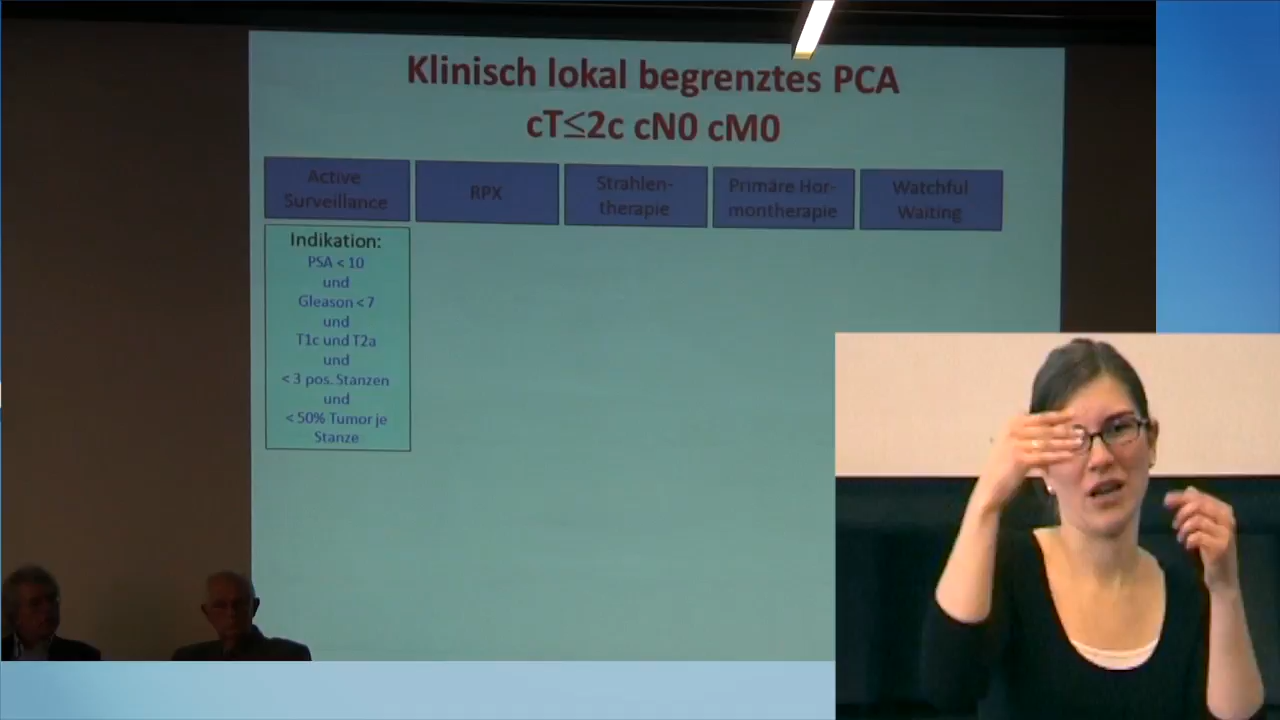 Klinisch lokal begrenztes PCA
cT≤2c cN0 cM0
Active
Surveillance
RPX
Strahlen-
therapie
Primäre Hor-
montherapie
Watchful
Waiting
Indikation:
PSA < 10
und
Gleason < 7
und
T1c und T2a
und
< 3 pos. Stanzen
und
< 50% Tumor je
Stanze